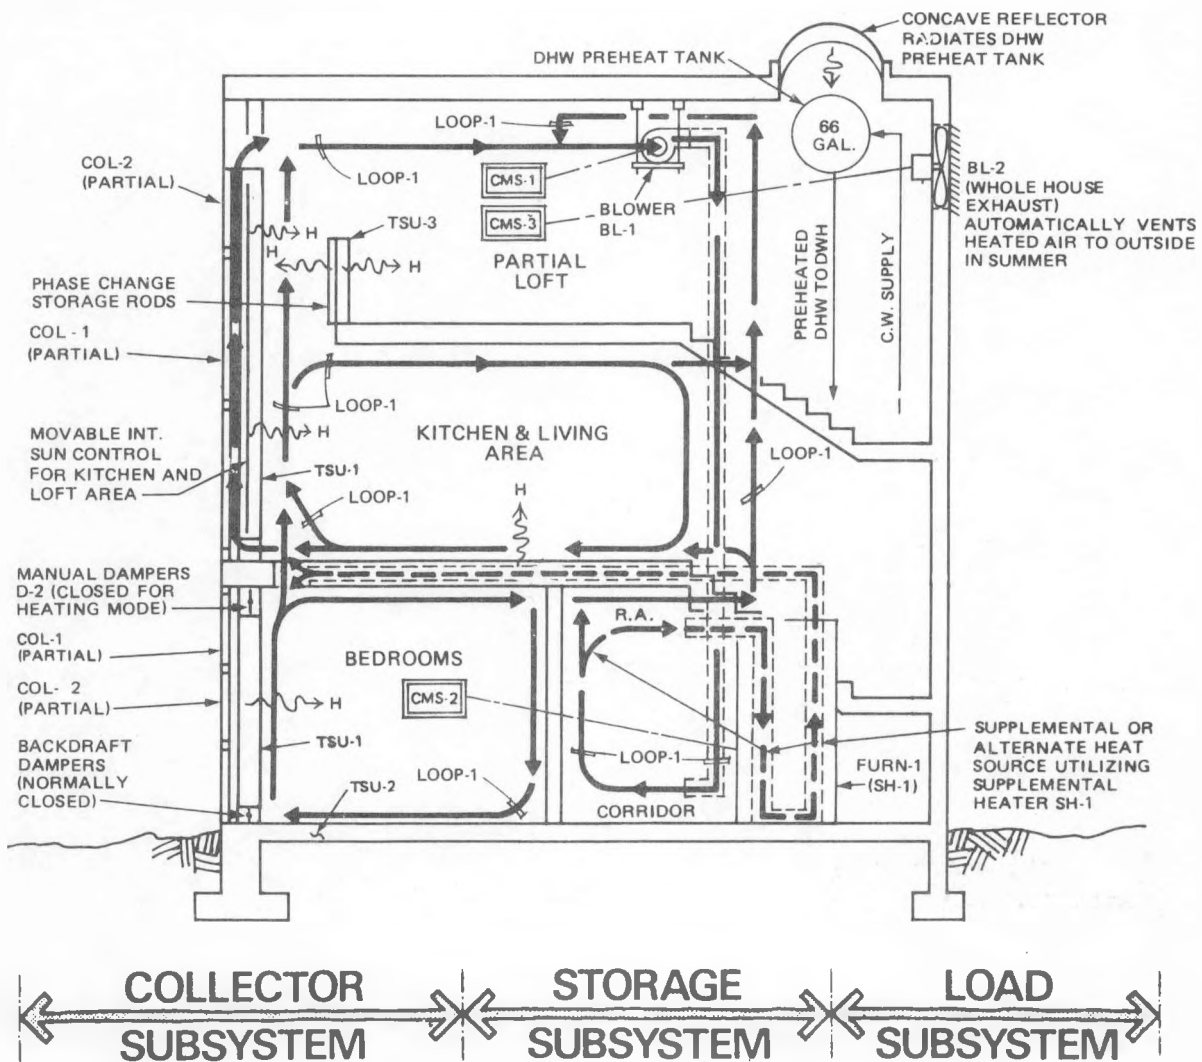 CONCAVE REFLECTOR
RADIATES DHW
PREHEAT TANK
DHW PREHEAT TANK
LOOP-1
66
GAL.
COL-2
(PARTIAL)
LOOP-1
CMS-1
CMS-3
BLOWER
BL-1
BL-2
(WHOLE HOUSE
EXHAUST)
AUTOMATICALLY VENTS
HEATED AIR TO OUTSIDE
IN SUMMER
TSU-3
H
H
H
PARTIAL
LOFT
PREHEATED
DHW TO DWH
C.W. SUPPLY
PHASE CHANGE
STORAGE RODS
COL - 1
(PARTIAL)
LOOP-1
MOVABLE INT.
SUN CONTROL
FOR KITCHEN AND
LOFT AREA
H
KITCHEN & LIVING
AREA
TSU-1
LOOP-1
LOOP-1
H
MANUAL DAMPERS
D-2 (CLOSED FOR
HEATING MODE)
R.A.
COL-1
(PARTIAL)
BEDROOMS
COL- 2
(PARTIAL)
CMS-2
H
BACKDRAFT
DAMPERS
(NORMALLY
CLOSED)
TSU-1
TSU-2
LOOP-1
LOOP-1
CORRIDOR
FURN-1
(SH-1)
SUPPLEMENTAL OR
ALTERNATE HEAT
SOURCE UTILIZING
SUPPLEMENTAL
HEATER SH-1
COLLECTOR
SUBSYSTEM
STORAGE
SUBSYSTEM
LOAD
SUBSYSTEM